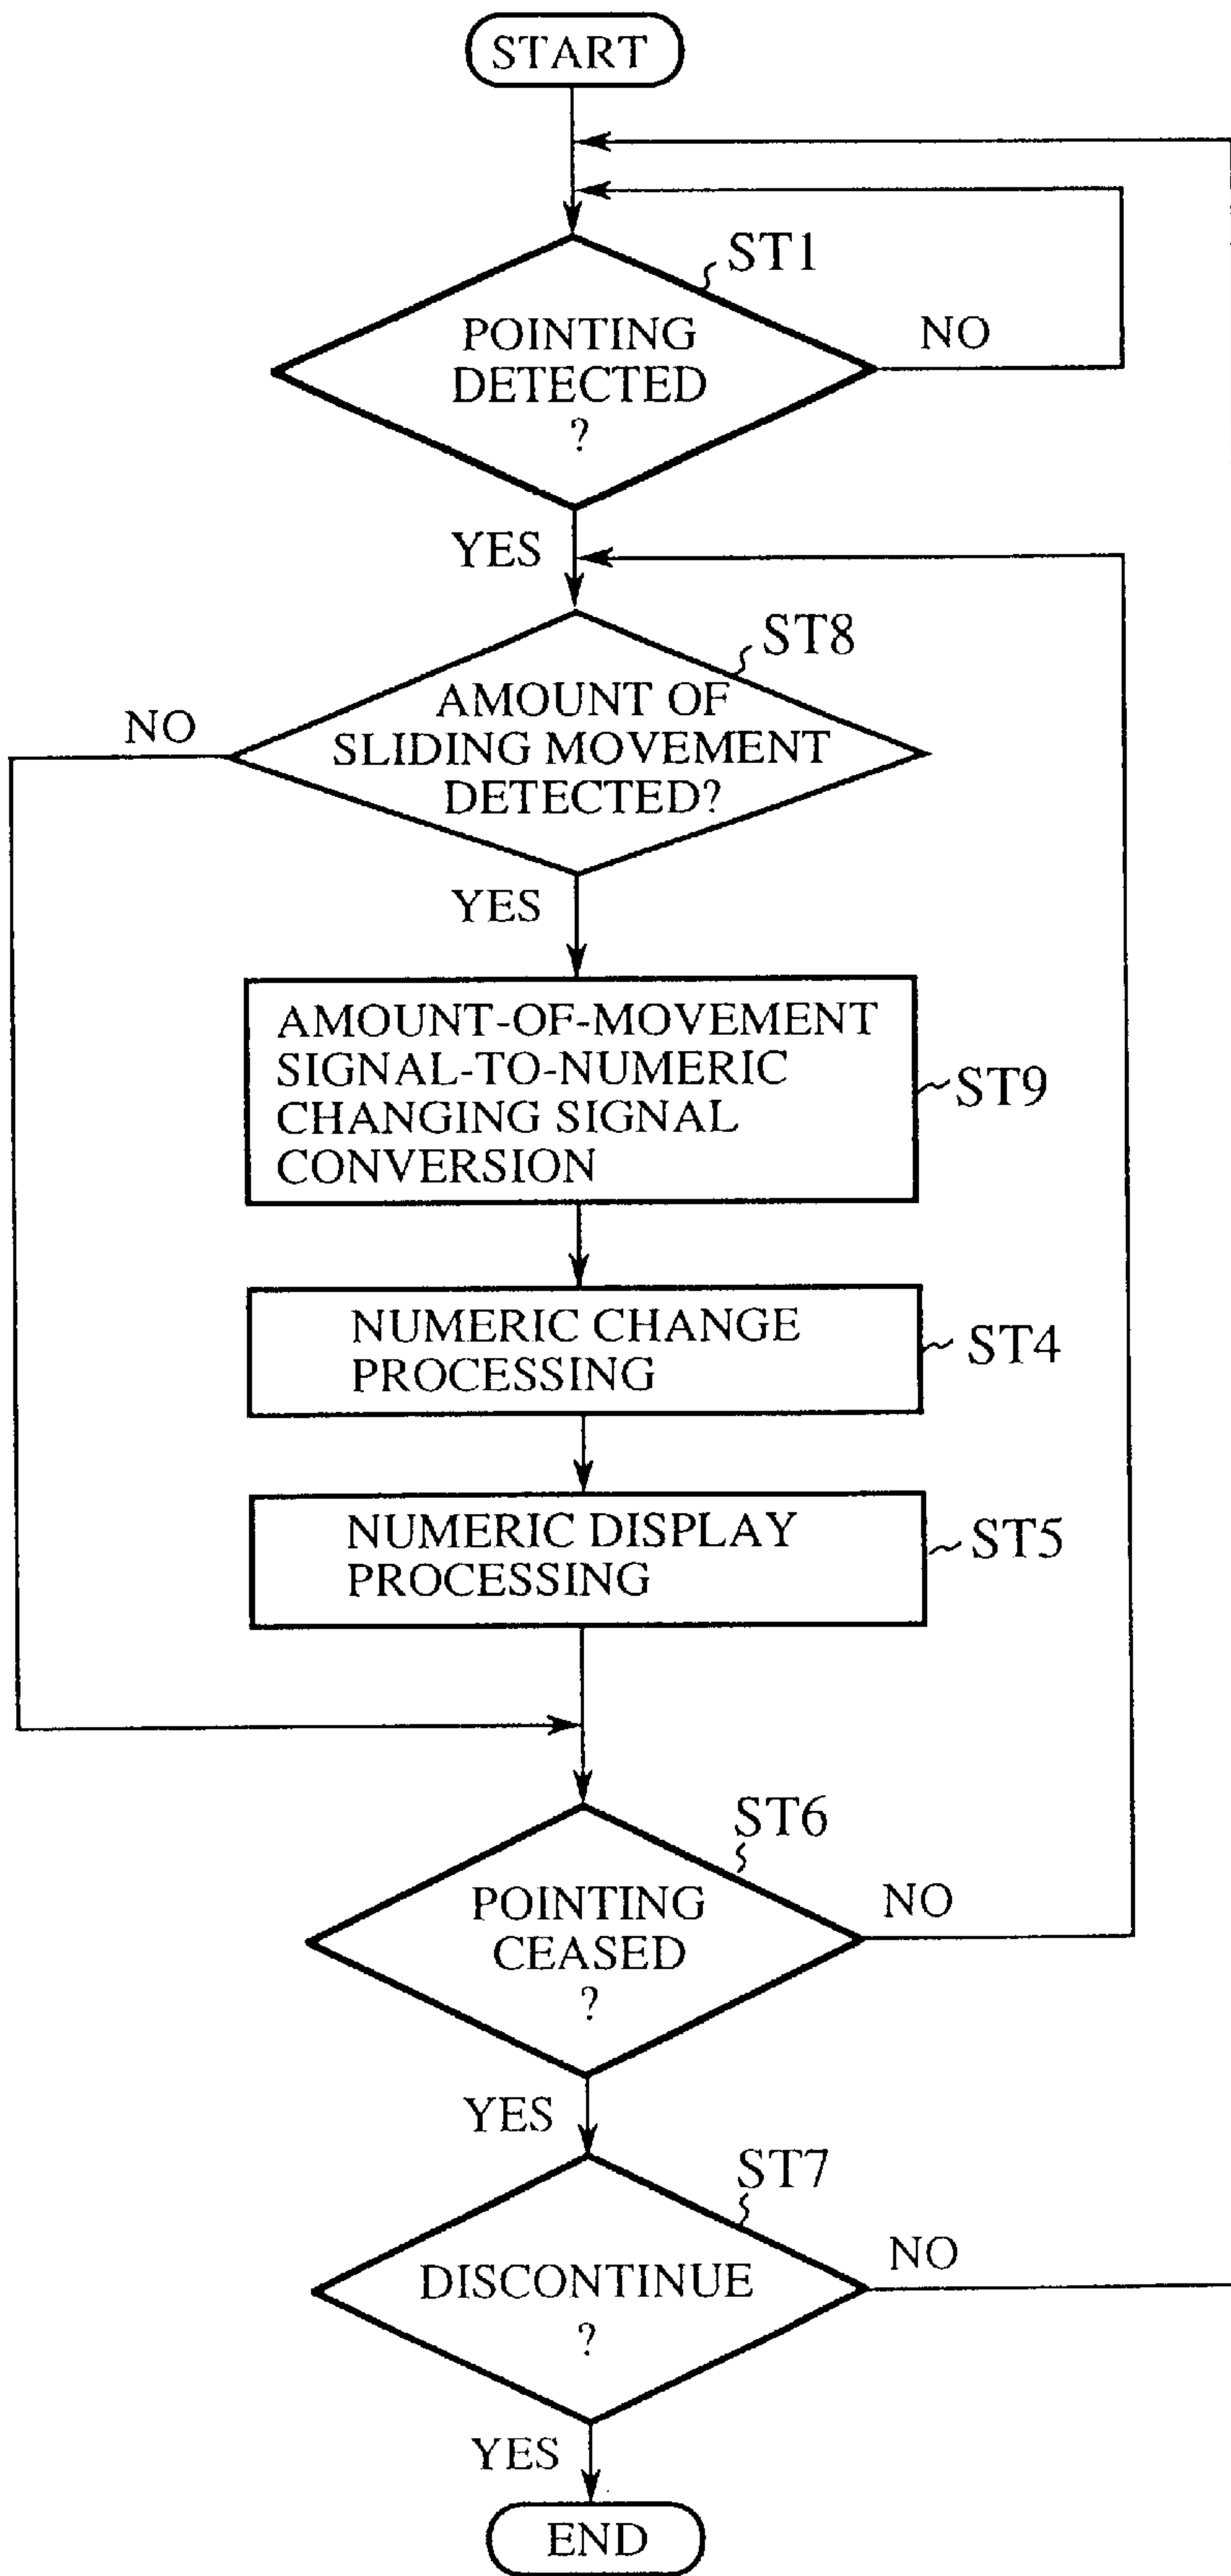 START
ST1
POINTING
DETECTED
?
NO
YES
ST8
AMOUNT OF
SLIDING MOVEMENT
DETECTED?
NO
YES
AMOUNT-OF-MOVEMENT
SIGNAL-TO-NUMERIC
CHANGING SIGNAL
CONVERSION
ST9
NUMERIC CHANGE
PROCESSING
ST4
NUMERIC DISPLAY
PROCESSING
ST5
ST6
POINTING
CEASED
?
NO
YES
ST7
DISCONTINUE
?
NO
YES
END